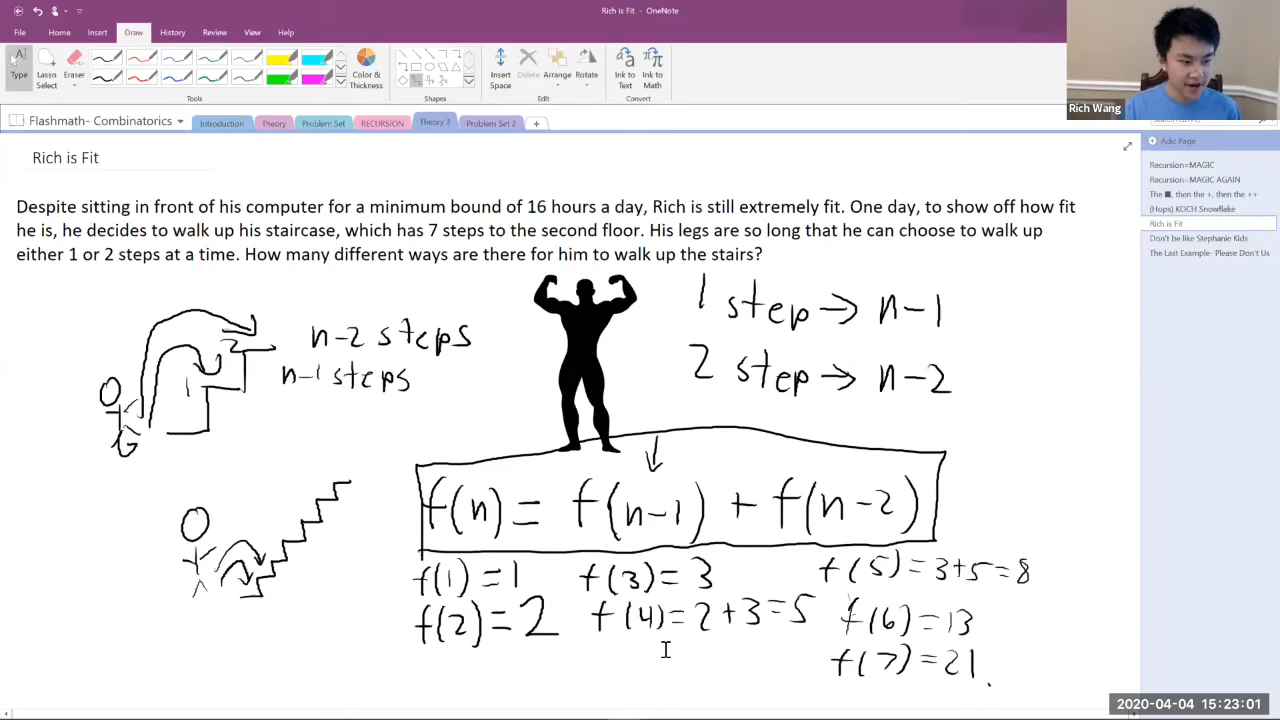 Rich is Fit - OneNote
File Home Insert Draw History Review View Help
Type Lasso Select Eraser Color & Thickness Insert Space Delete Arrange Rotate Ink to Text Ink to Math
Tools Shapes Edit Convert
Rich Wang
Flashmath- Combinatorics Introduction Theory Problem Set RECURSION Theory 2 Problem Set 2
Add Page
Recursion=MAGIC
Recursion=MAGIC AGAIN
The ■, then the +, then the ++
(Hops) KOCH Snowflake
Rich is Fit
Don't be like Stephanie Kids
The Last Example- Please Don't Us
Rich is Fit
Despite sitting in front of his computer for a minimum bond of 16 hours a day, Rich is still extremely fit. One day, to show off how fit
he is, he decides to walk up his staircase, which has 7 steps to the second floor. His legs are so long that he can choose to walk up
either 1 or 2 steps at a time. How many different ways are there for him to walk up the stairs?
1 step → n-1
2 step → n-2
n-2 steps
n-1 steps
2
1
f(n) = f(n-1) + f(n-2)
f(1) = 1 f(3) = 3 f(5) = 3+5=8
f(2) = 2 f(4) = 2+3=5 f(6) = 13
f(7) = 21
2020-04-04 15:23:01